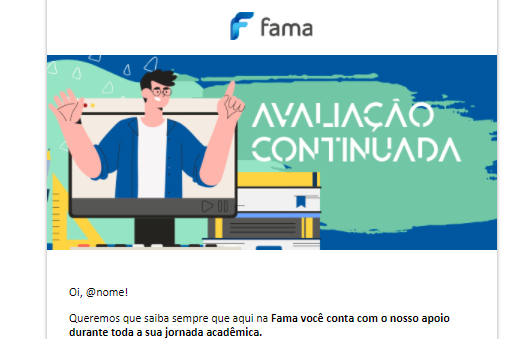 fama
AVALIAÇÃO
CONTINUADA
Oi, @nome!
Queremos que saiba sempre que aqui na Fama você conta com o nosso apoio
durante toda a sua jornada acadêmica.